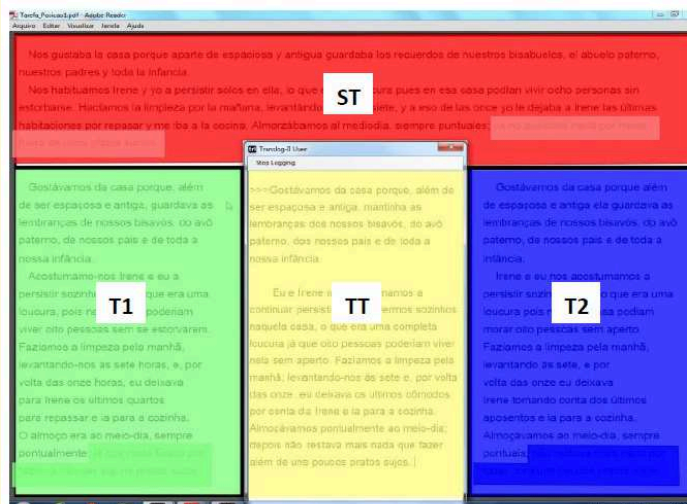 Tarefa_Pavicao1.pdf - Adobe Reader
Arquivo Editar Visualizar Janela Ajuda
Nos gustaba la casa porque aparte de espaciosa y antigua guardaba los recuerdos de nuestros bisabuelos, el abuelo paterno,
nuestros padres y toda la infancia.
Nos habituamos Irene y yo a persistir solos en ella, lo que pues en esa casa podían vivir ocho personas sin
estorbarse. Hacíamos la limpieza por la mañana, levantándo y a eso de las once yo le dejaba a Irene las últimas
habitaciones por repasar y me iba a la cocina. Almorzábamos al mediodía, siempre puntuales;
ST
Gostávamos da casa porque, além
de ser espaçosa e antiga, guardava as
lembranças de nossos bisavós, do avô
paterno, de nossos pais e de toda a
nossa infância.
Acostumamo-nos Irene e eu a
persistir sozinh que era uma
loucura, pois n poderiam
viver oito pessoas sem se estorvarem.
Fazíamos a limpeza pela manhã,
levantando-nos às sete horas, e, por
volta das onze horas, eu deixava
para Irene os últimos quartos
para repassar e ia para a cozinha.
O almoço era ao meio-dia, sempre
pontualmente;
T1
Translog-II User
View Logging
>>>Gostávamos da casa porque, além de
ser espaçosa e antiga, mantinha as
lembranças dos nossos bisavós, do avô
paterno, dos nossos pais e de toda a
nossa infância.
Eu e Irene namos a
continuar persisti vermos sozinhos
naquela casa, o que era uma completa
loucura já que oito pessoas poderiam viver
nela sem aperto. Fazíamos a limpeza pela
manhã, levantando-nos às sete e, por volta
das onze, eu deixava os últimos cômodos
por conta da Irene e ia para a cozinha.
Almoçávamos pontualmente ao meio-dia;
depois não restava mais nada que fazer
além de uns poucos pratos sujos.
TT
Gostávamos da casa porque, além
de espaçosa e antiga ela guardava as
lembranças de nossos bisavós, do avô
paterno, de nossos pais e de toda a
infância.
Irene e eu nos acostumamos a
persistir sozin o que era uma
loucura, pois n asa podiam
morar oito pessoas sem aperto.
Fazíamos a limpeza pela manhã,
levantando às sete, e por
volta das onze eu deixava
Irene tomando conta dos últimos
aposentos e ia para a cozinha.
Almoçávamos ao meio-dia, sempre
pontuais;
T2